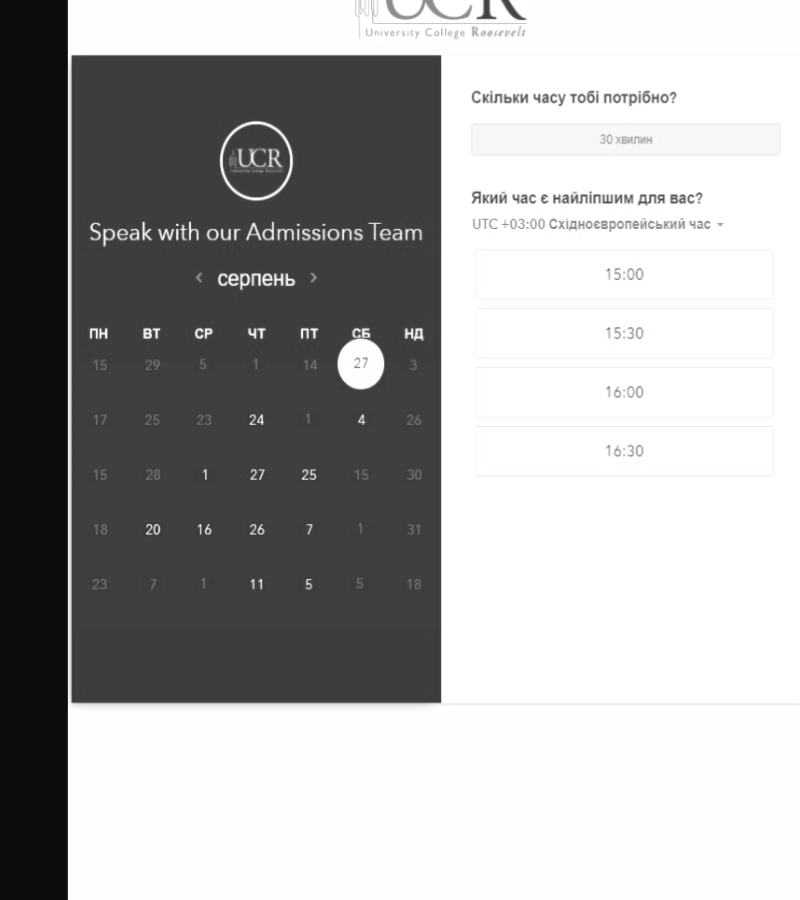 UCR
University College Roosevelt
UCR
Speak with our Admissions Team
серпень
ПН ВТ СР ЧТ ПТ СБ НД
15 29 5 1 14 27 3
17 25 23 24 1 4 26
15 28 1 27 25 15 30
18 20 16 26 7 1 31
23 7 1 11 5 5 18
Скільки часу тобі потрібно?
30 хвилин
Який час є найліпшим для вас?
UTC +03:00 Східноєвропейський час
15:00
15:30
16:00
16:30